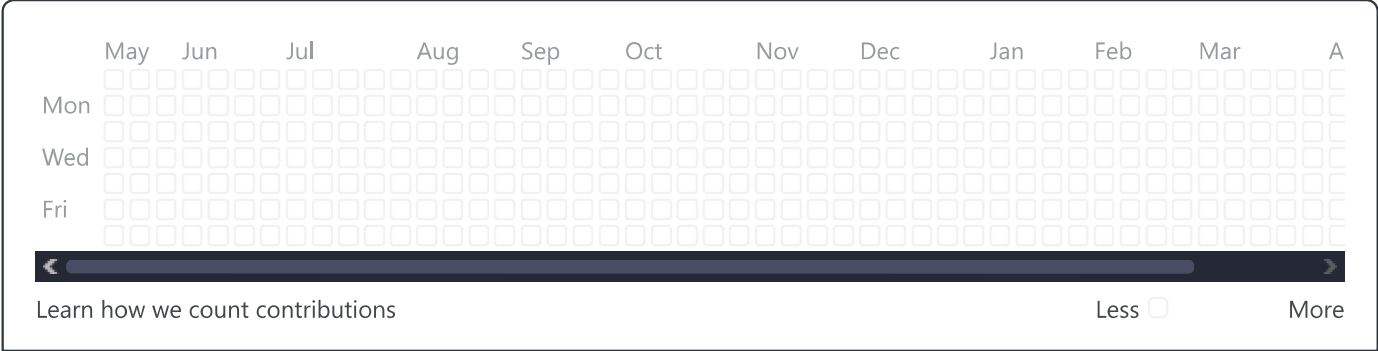 May Jun Jul Aug Sep Oct Nov Dec Jan Feb Mar A
Mon
Wed
Fri
Learn how we count contributions Less More